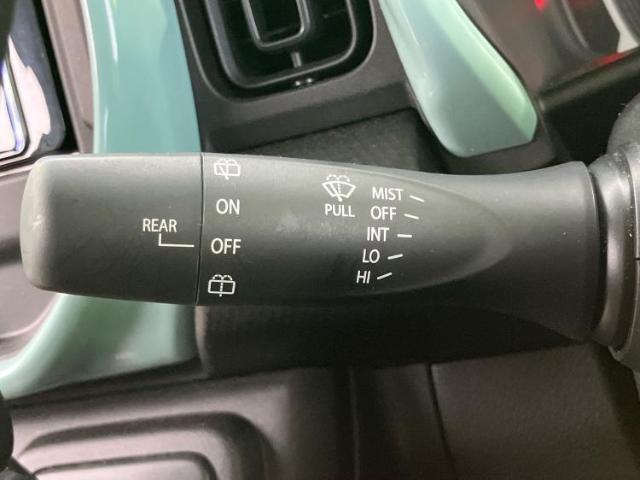 REAR
ON
OFF
PULL
MIST
OFF
INT
LO
HI